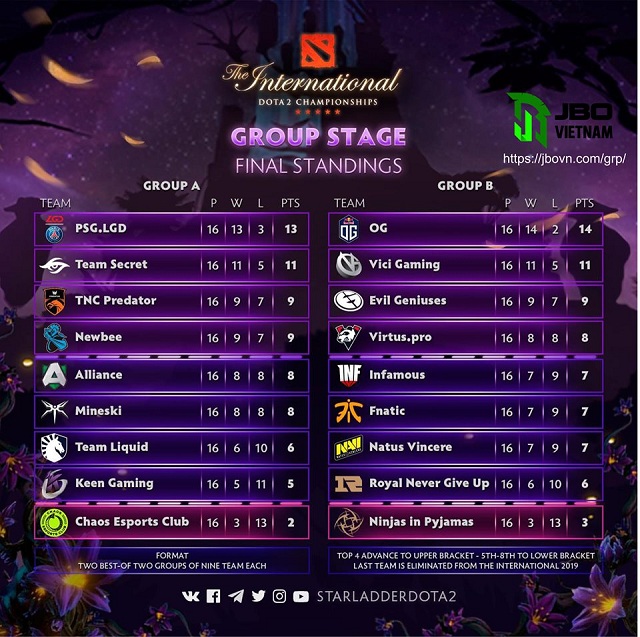 The International
DOTA 2 CHAMPIONSHIPS
GROUP STAGE
FINAL STANDINGS
JBO
VIETNAM
https://jbovn.com/grp/
GROUP A
TEAM P W L PTS
LGD PSG.LGD 16 13 3 13
Team Secret 16 11 5 11
TNC Predator 16 9 7 9
Newbee 16 9 7 9
Alliance 16 8 8 8
Mineski 16 8 8 8
Team Liquid 16 6 10 6
Keen Gaming 16 5 11 5
Chaos Esports Club 16 3 13 2
FORMAT
TWO BEST-OF TWO GROUPS OF NINE TEAM EACH
GROUP B
TEAM P W L PTS
OG OG 16 14 2 14
Vici Gaming 16 11 5 11
Evil Geniuses 16 9 7 9
Virtus.pro 16 8 8 8
INF Infamous 16 7 9 7
Fnatic 16 7 9 7
NAVI Natus Vincere 16 7 9 7
Royal Never Give Up 16 6 10 6
Ninjas in Pyjamas 16 3 13 3
TOP 4 ADVANCE TO UPPER BRACKET - 5TH-8TH TO LOWER BRACKET
LAST TEAM IS ELIMINATED FROM THE INTERNATIONAL 2019
STARLADDERDOTA2